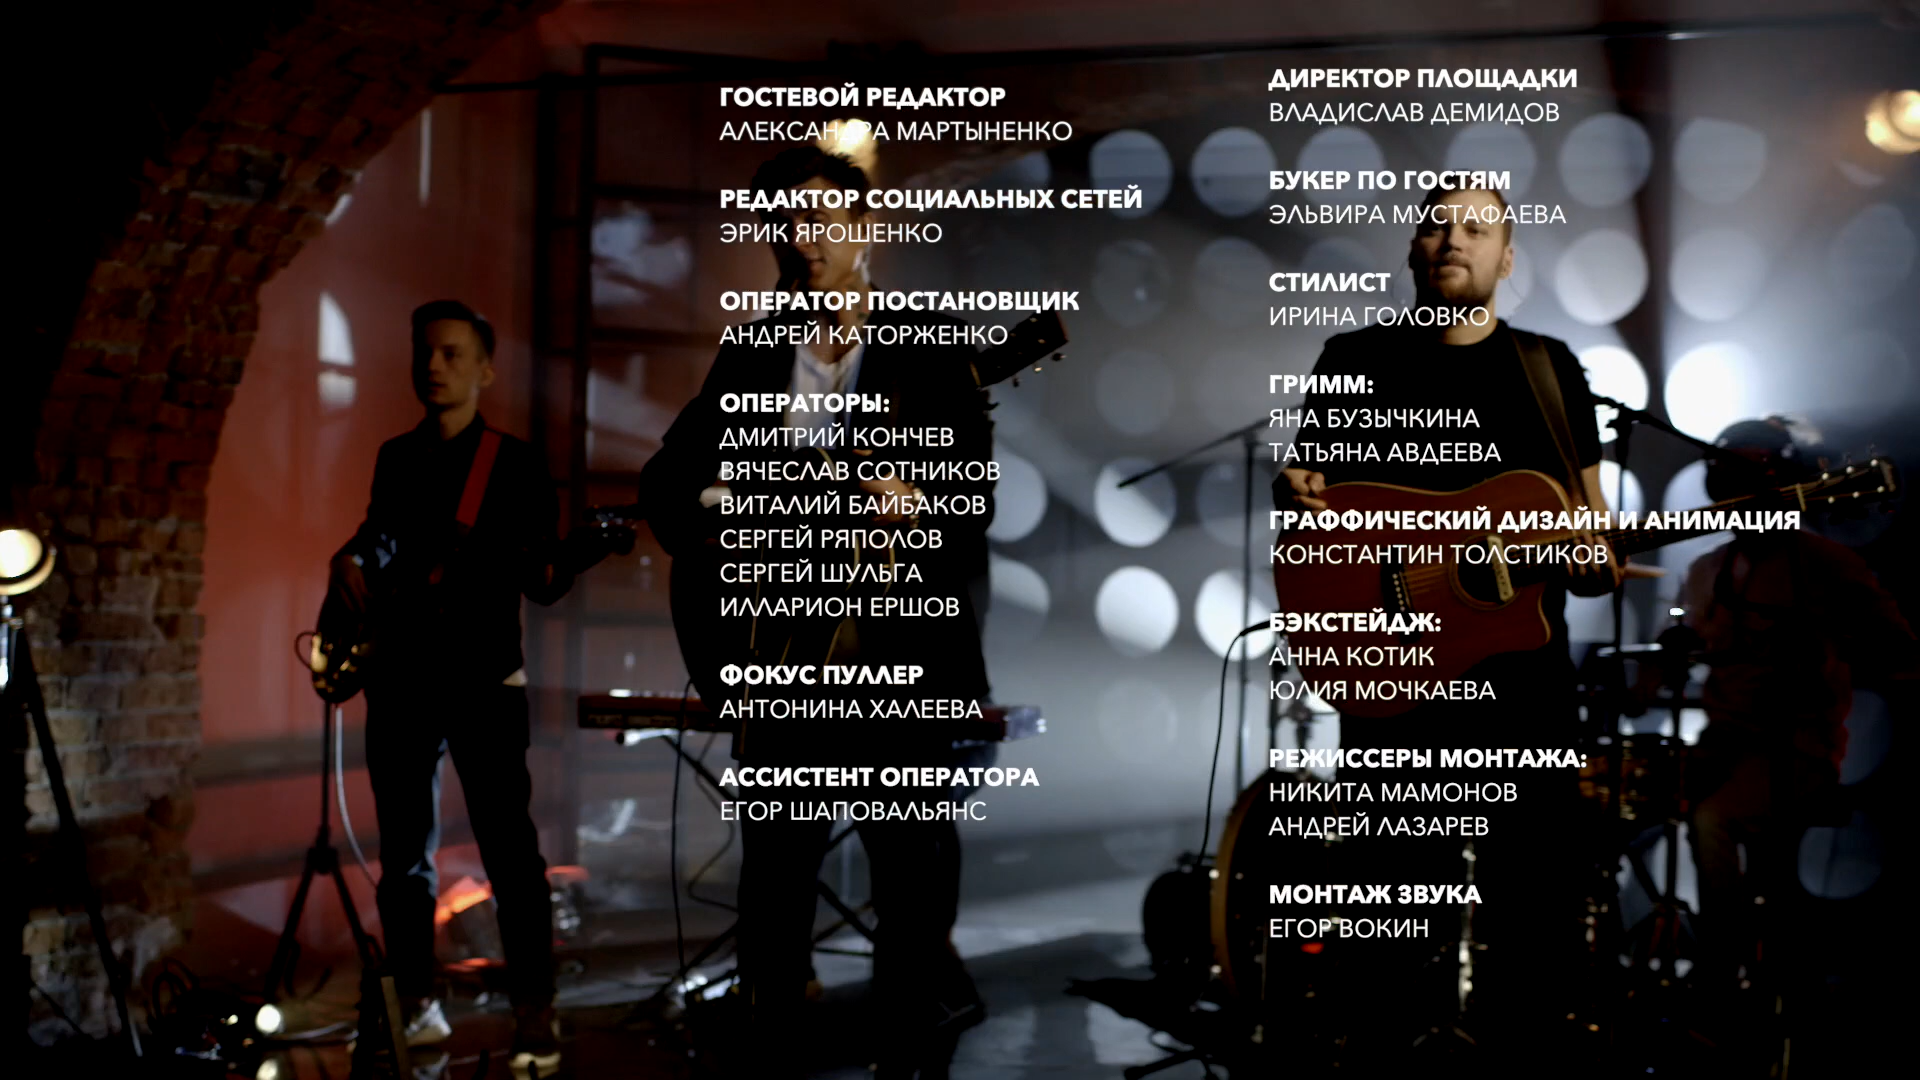 ГОСТЕВОЙ РЕДАКТОР
АЛЕКСАНДРА МАРТЫНЕНКО
РЕДАКТОР СОЦИАЛЬНЫХ СЕТЕЙ
ЭРИК ЯРОШЕНКО
ОПЕРАТОР ПОСТАНОВЩИК
АНДРЕЙ КАТОРЖЕНКО
ОПЕРАТОРЫ:
ДМИТРИЙ КОНЧЕВ
ВЯЧЕСЛАВ СОТНИКОВ
ВИТАЛИЙ БАЙБАКОВ
СЕРГЕЙ РЯПОЛОВ
СЕРГЕЙ ШУЛЬГА
ИЛЛАРИОН ЕРШОВ
ФОКУС ПУЛЛЕР
АНТОНИНА ХАЛЕЕВА
АССИСТЕНТ ОПЕРАТОРА
ЕГОР ШАПОВАЛЬЯНС
ДИРЕКТОР ПЛОЩАДКИ
ВЛАДИСЛАВ ДЕМИДОВ
БУКЕР ПО ГОСТЯМ
ЭЛЬВИРА МУСТАФАЕВА
СТИЛИСТ
ИРИНА ГОЛОВКО
ГРИММ:
ЯНА БУЗЫЧКИНА
ТАТЬЯНА АВДЕЕВА
ГРАФФИЧЕСКИЙ ДИЗАЙН И АНИМАЦИЯ
КОНСТАНТИН ТОЛСТИКОВ
БЭКСТЕЙДЖ:
АННА КОТИК
ЮЛИЯ МОЧКАЕВА
РЕЖИССЕРЫ МОНТАЖА:
НИКИТА МАМОНОВ
АНДРЕЙ ЛАЗАРЕВ
МОНТАЖ ЗВУКА
ЕГОР ВОКИН